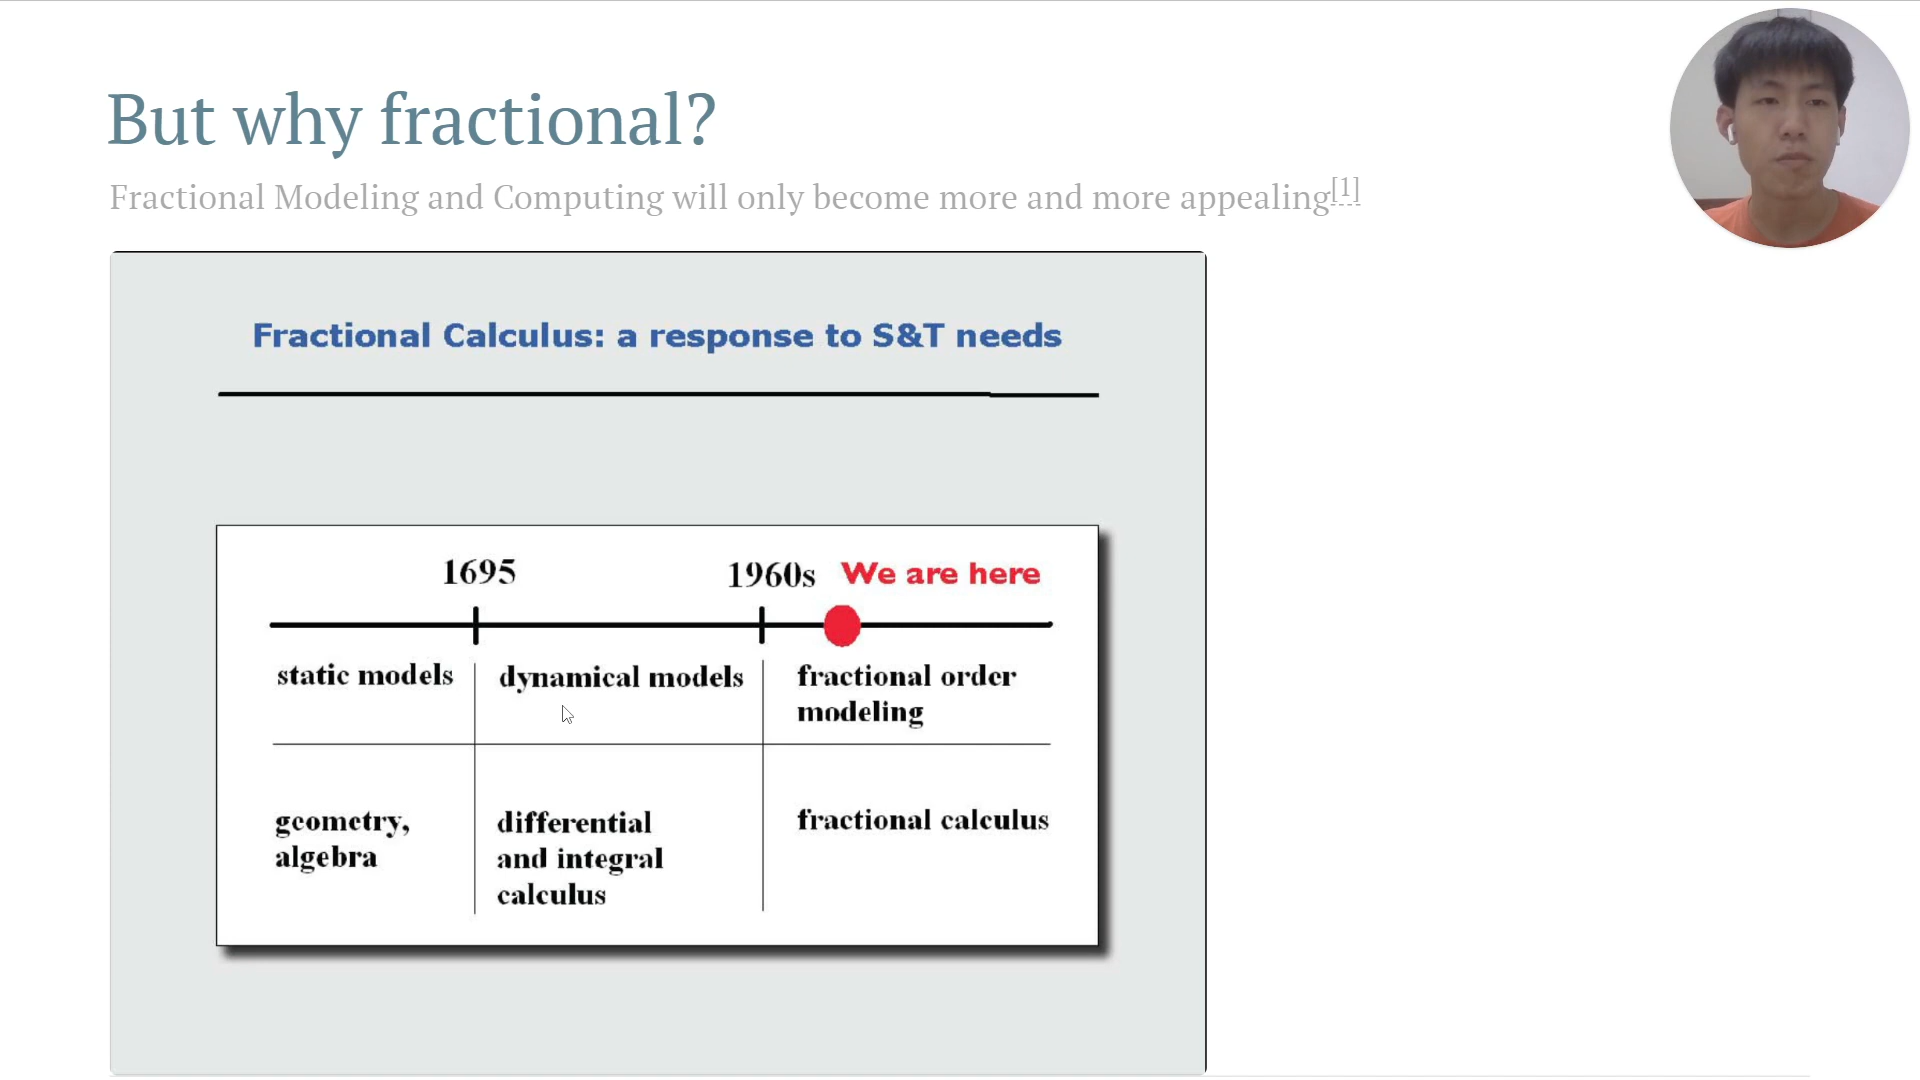 But why fractional?
Fractional Modeling and Computing will only become more and more appealing[1]
Fractional Calculus: a response to S&T needs
1695
1960s
We are here
static models
dynamical models
fractional order
modeling
geometry,
algebra
differential
and integral
calculus
fractional calculus